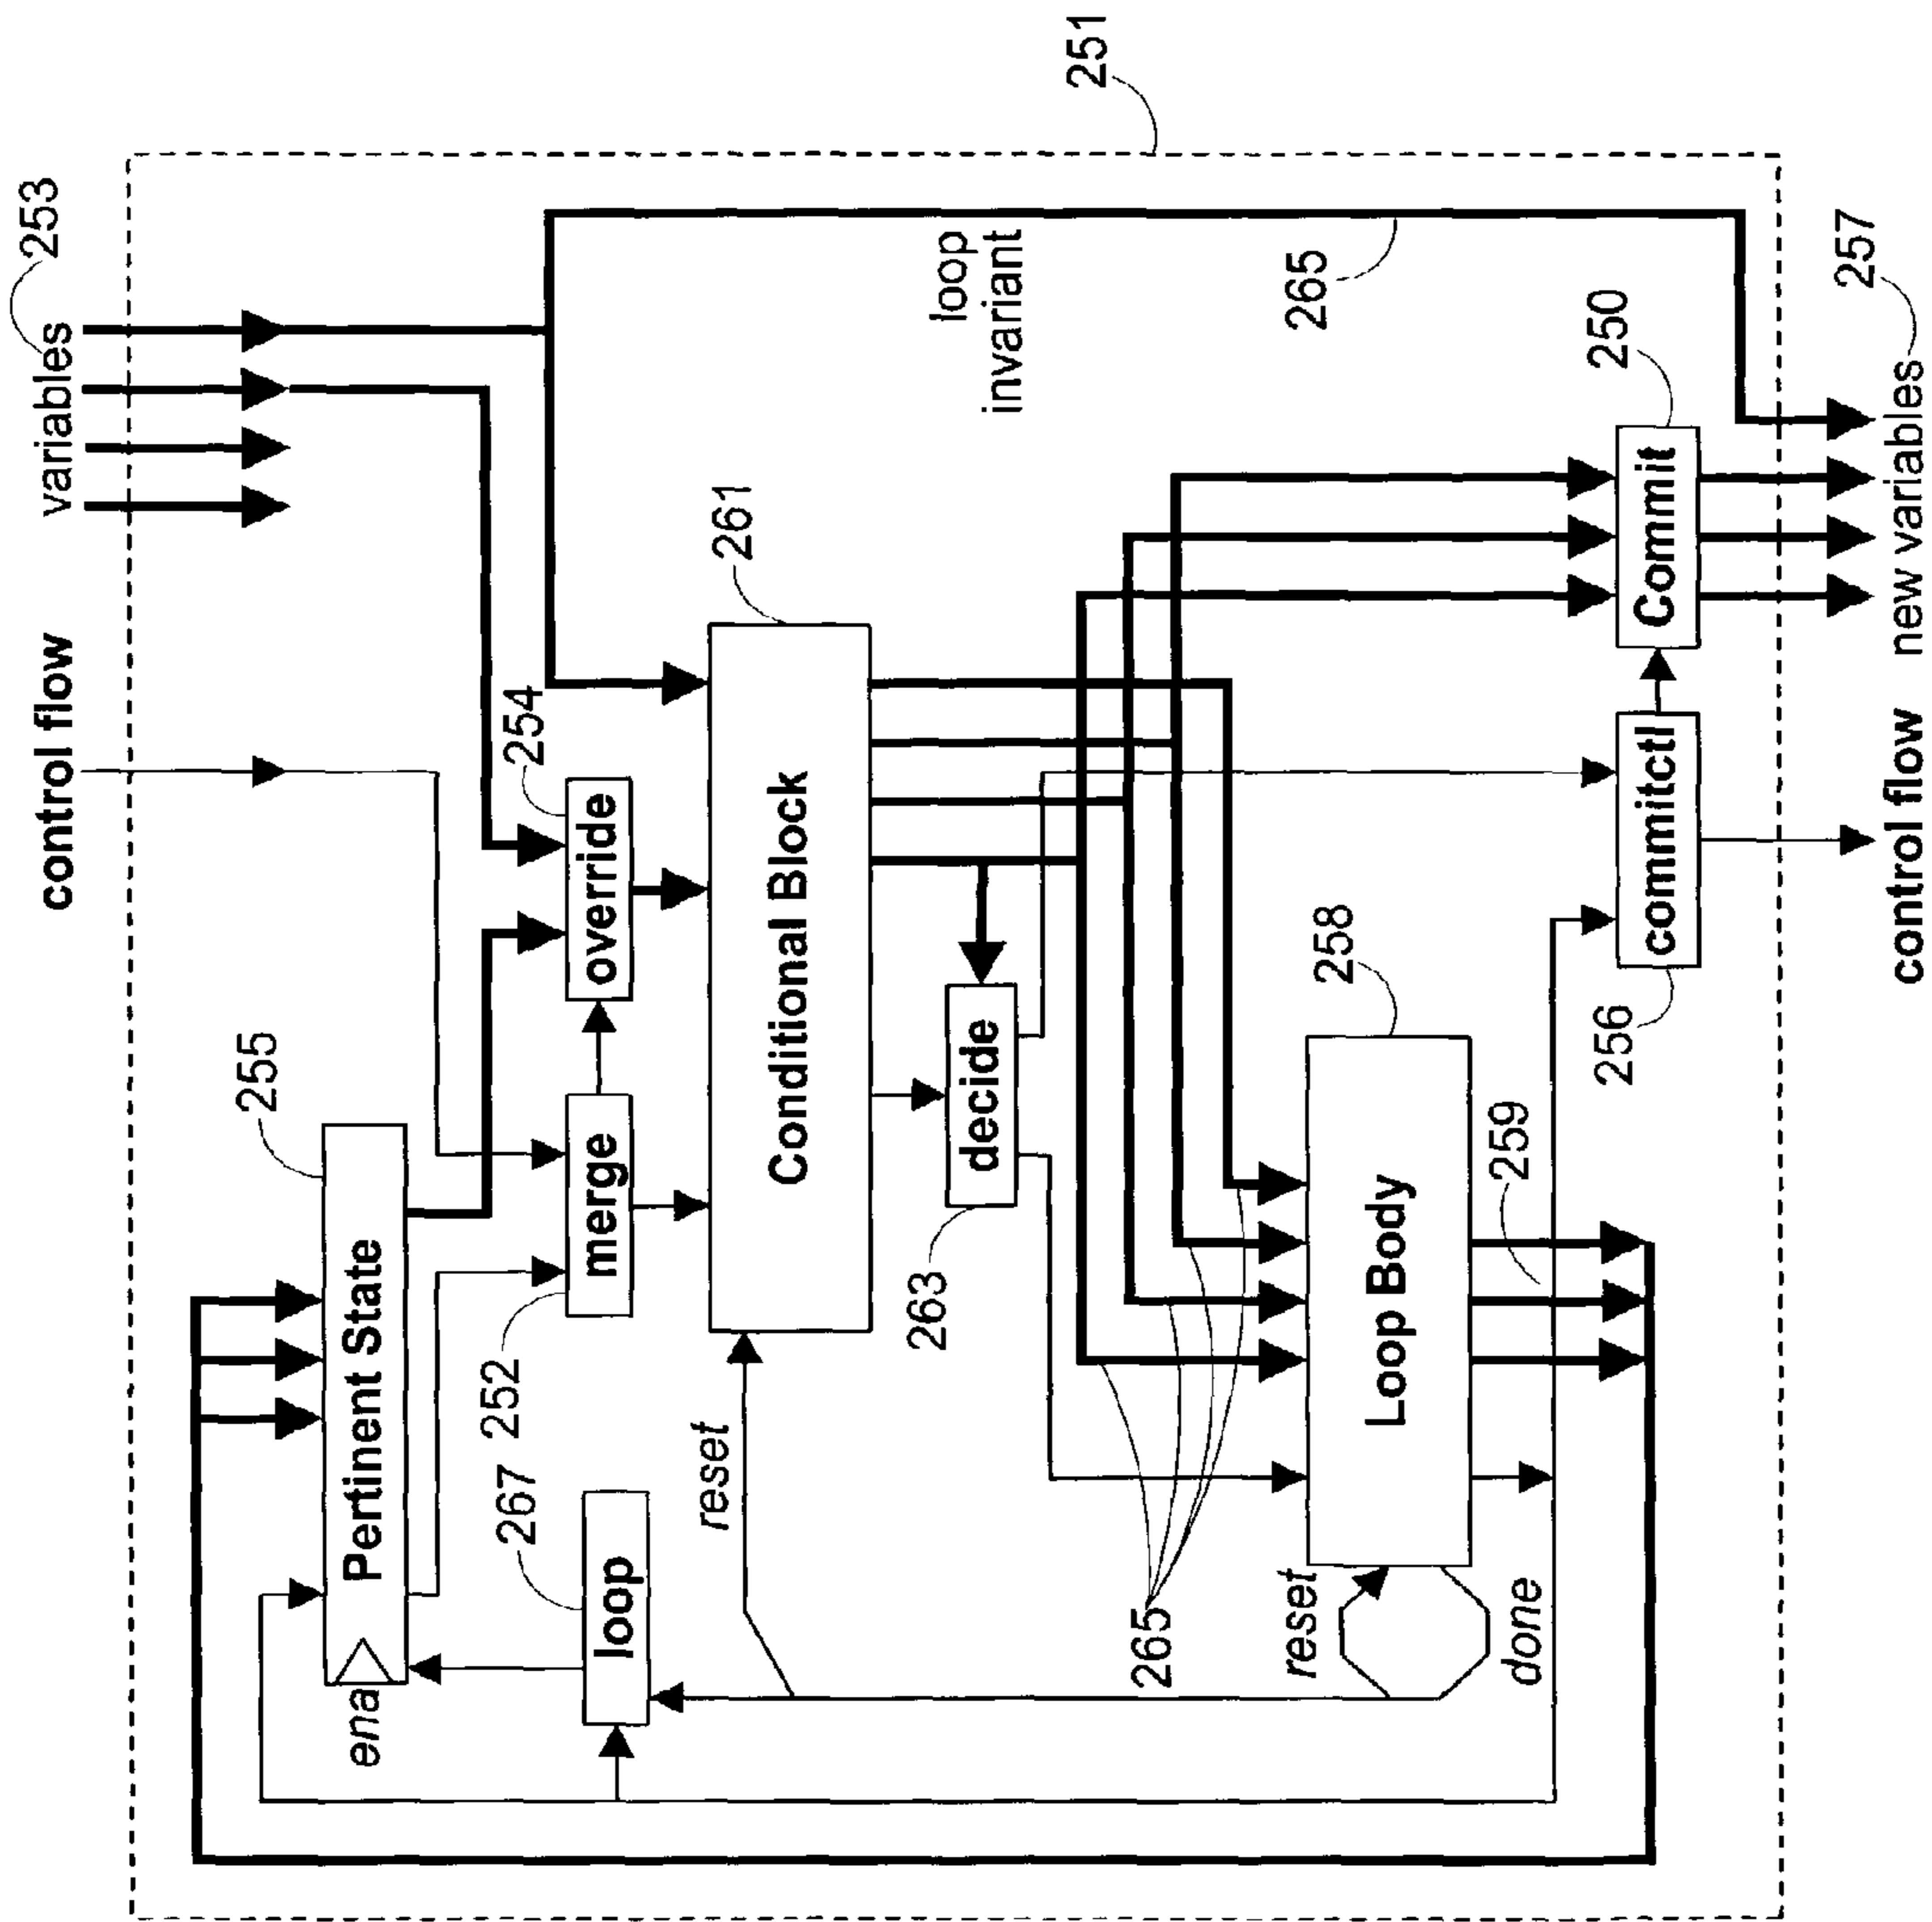 control flow
variables
253
251
255
Pertinent State
ena
254
override
merge
252
267
loop
261
Conditional Block
reset
decide
263
loop
invariant
265
258
Loop Body
265
reset
done
259
250
Commit
commitctl
256
257
control flow
new variables